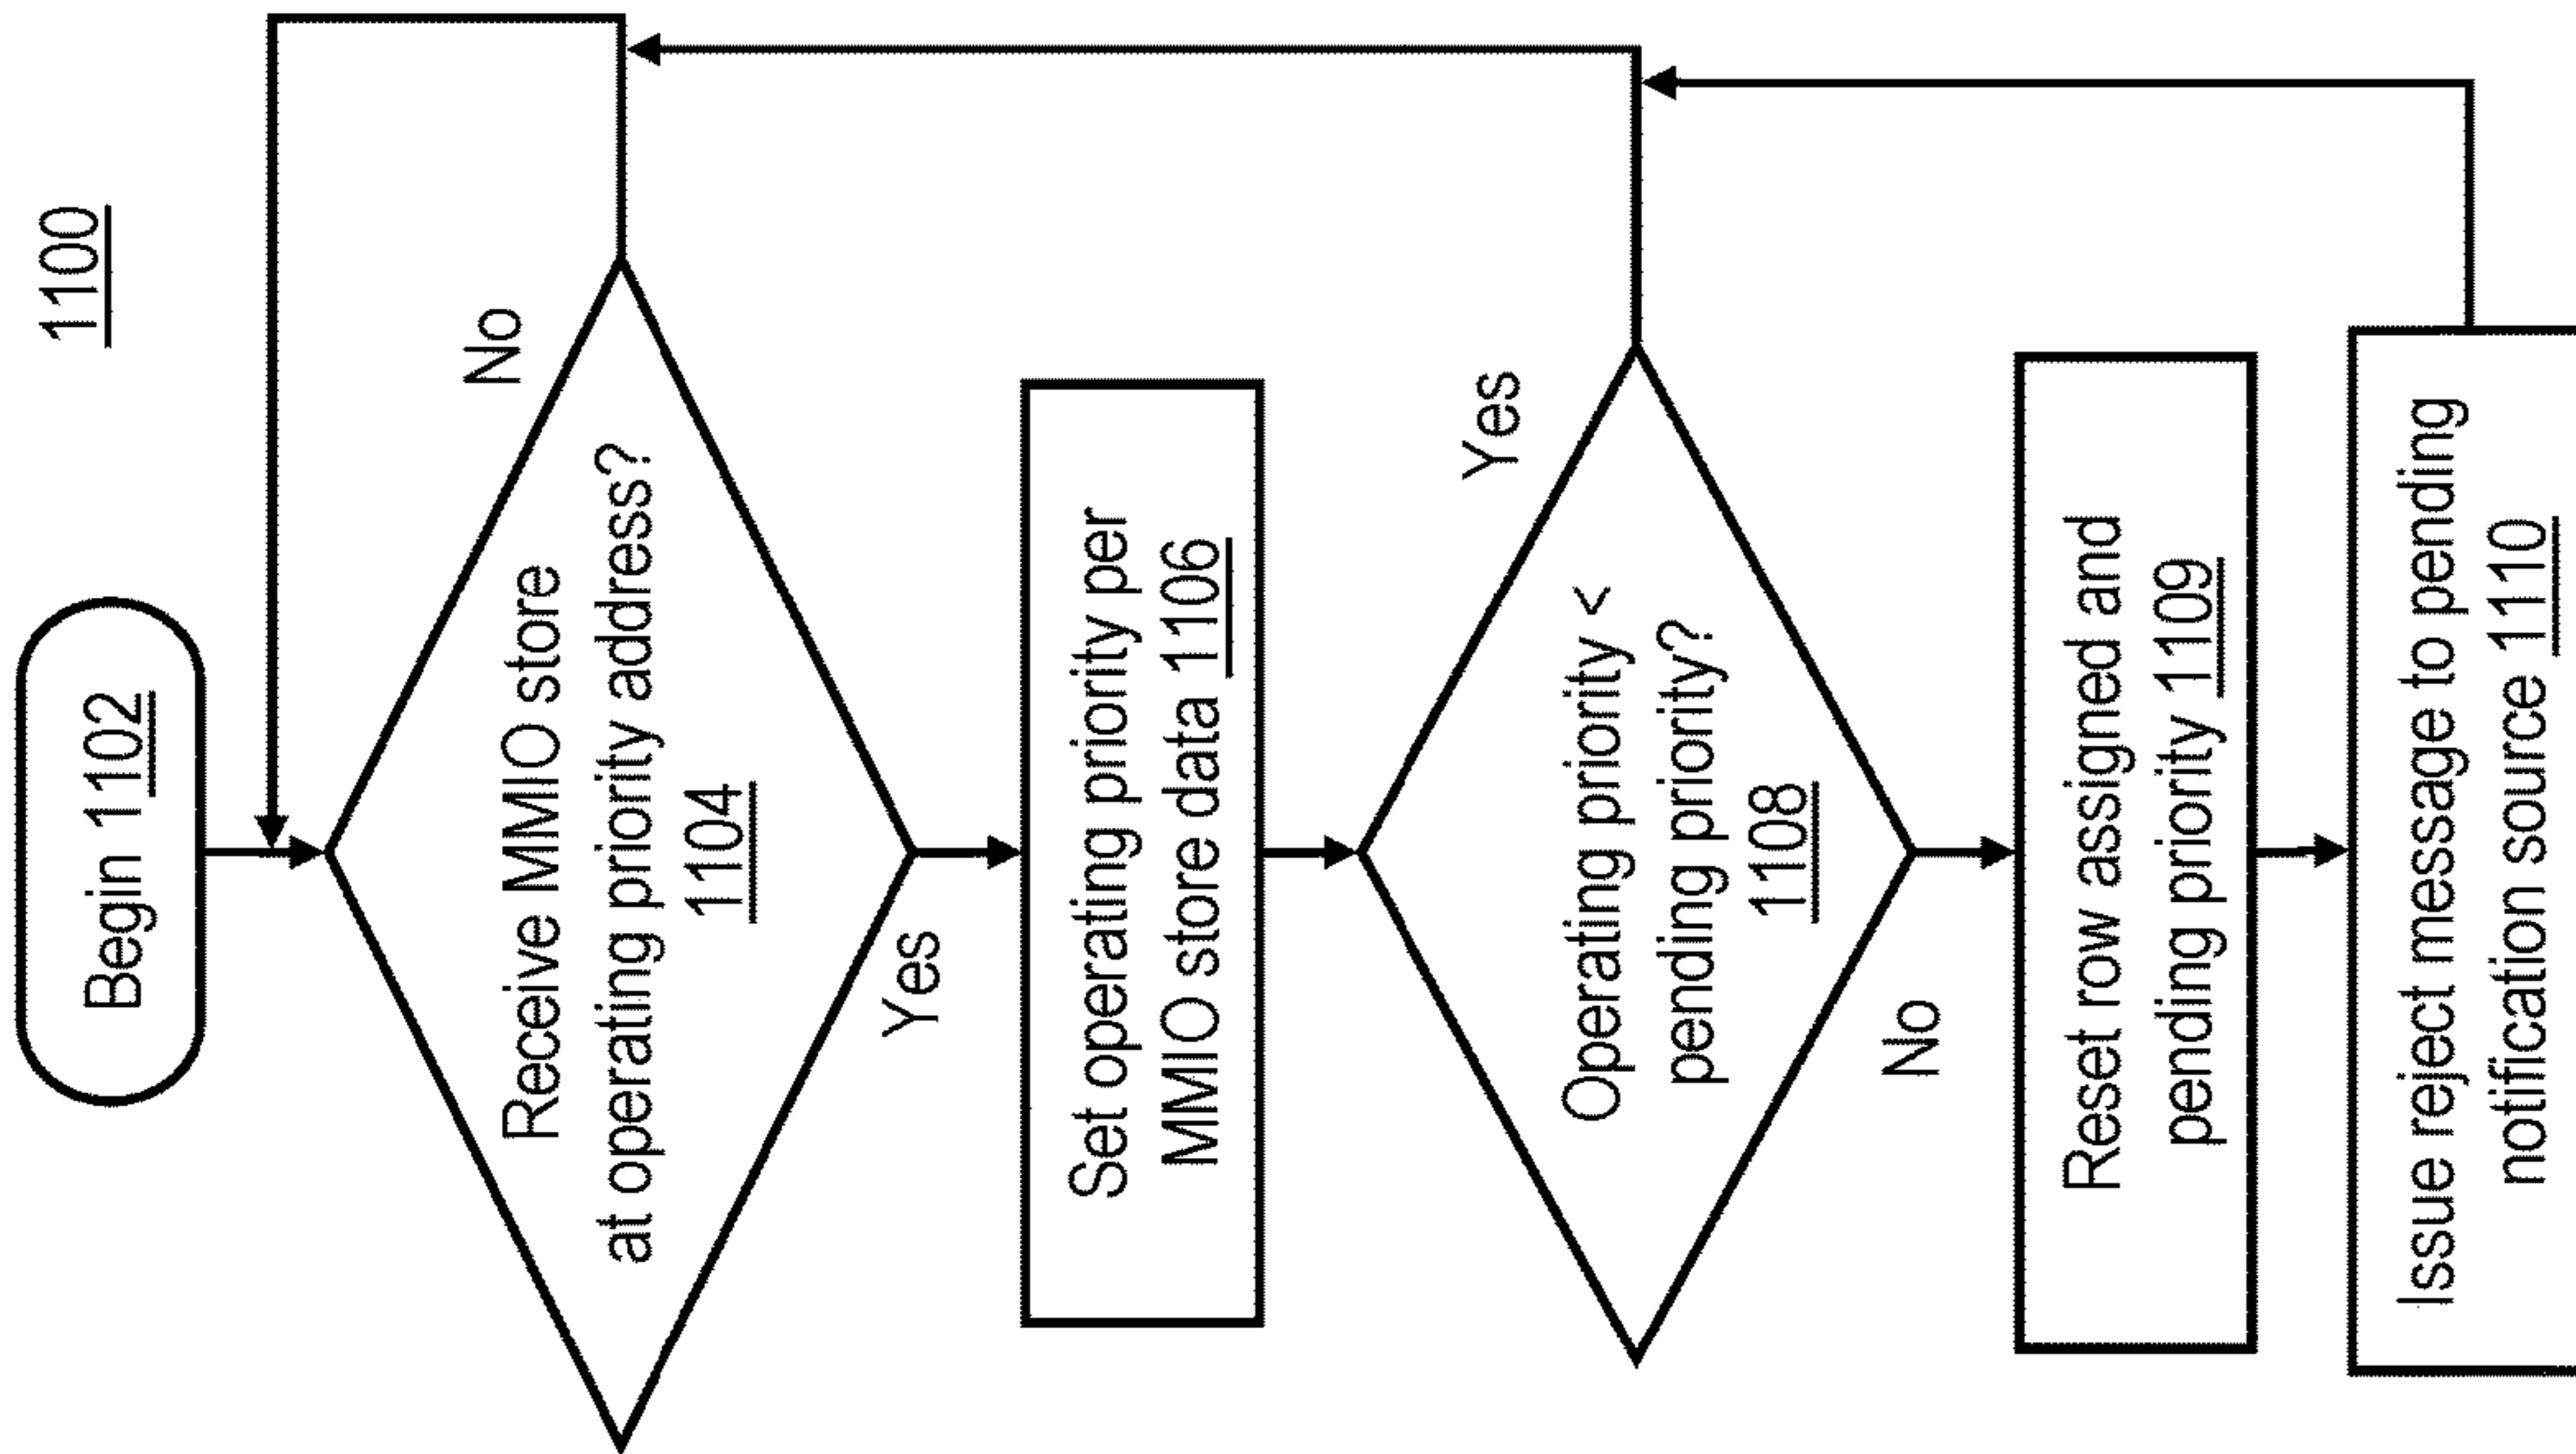 1100
Begin 1102
No
Receive MMIO store
at operating priority address?
1104
Yes
Set operating priority per
MMIO store data 1106
Yes
Operating priority <
pending priority?
1108
No
Reset row assigned and
pending priority 1109
Issue reject message to pending
notification source 1110